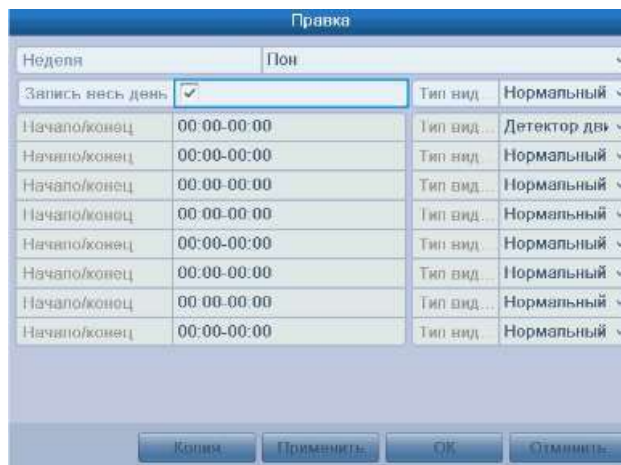 Правка
Неделя Пон
Запись весь день Тип вид Нормальный
Начало/конец 00:00-00:00 Тип вид... Детектор дви
Начало/конец 00:00-00:00 Тип вид... Нормальный
Начало/конец 00:00-00:00 Тип вид... Нормальный
Начало/конец 00:00-00:00 Тип вид... Нормальный
Начало/конец 00:00-00:00 Тип вид... Нормальный
Начало/конец 00:00-00:00 Тип вид... Нормальный
Начало/конец 00:00-00:00 Тип вид... Нормальный
Начало/конец 00:00-00:00 Тип вид... Нормальный
Копия Применить OK Отменить